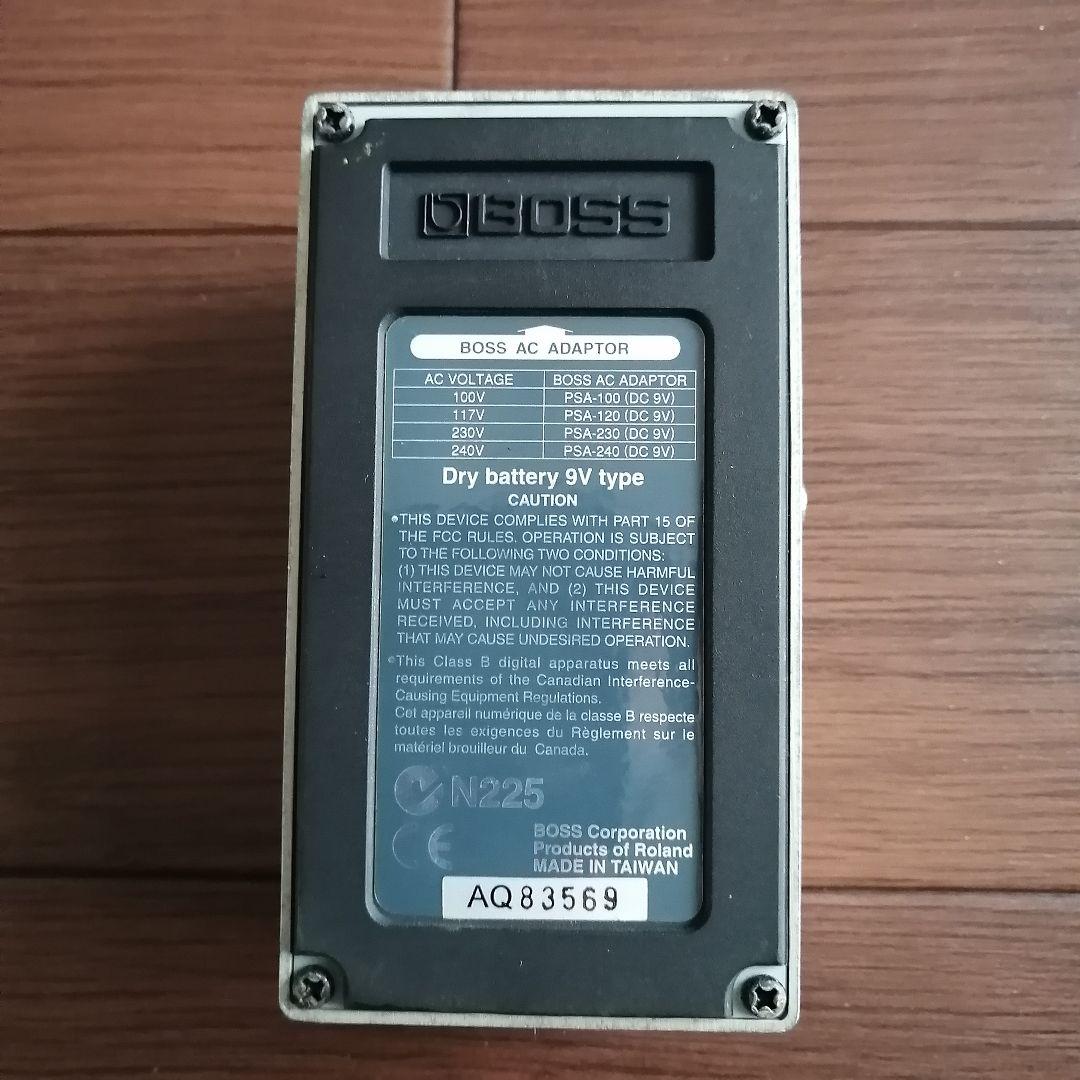 BOSS
BOSS AC ADAPTOR
AC VOLTAGE BOSS AC ADAPTOR
100V PSA-100 (DC 9V)
117V PSA-120 (DC 9V)
230V PSA-230 (DC 9V)
240V PSA-240 (DC 9V)
Dry battery 9V type
CAUTION
•THIS DEVICE COMPLIES WITH PART 15 OF
THE FCC RULES. OPERATION IS SUBJECT
TO THE FOLLOWING TWO CONDITIONS:
(1) THIS DEVICE MAY NOT CAUSE HARMFUL
INTERFERENCE, AND (2) THIS DEVICE
MUST ACCEPT ANY INTERFERENCE
RECEIVED, INCLUDING INTERFERENCE
THAT MAY CAUSE UNDESIRED OPERATION.
•This Class B digital apparatus meets all
requirements of the Canadian Interference-
Causing Equipment Regulations.
Cet appareil numérique de la classe B respecte
toutes les exigences du Règlement sur le
matériel brouilleur du Canada.
N225
CE
BOSS Corporation
Products of Roland
MADE IN TAIWAN
AQ83569